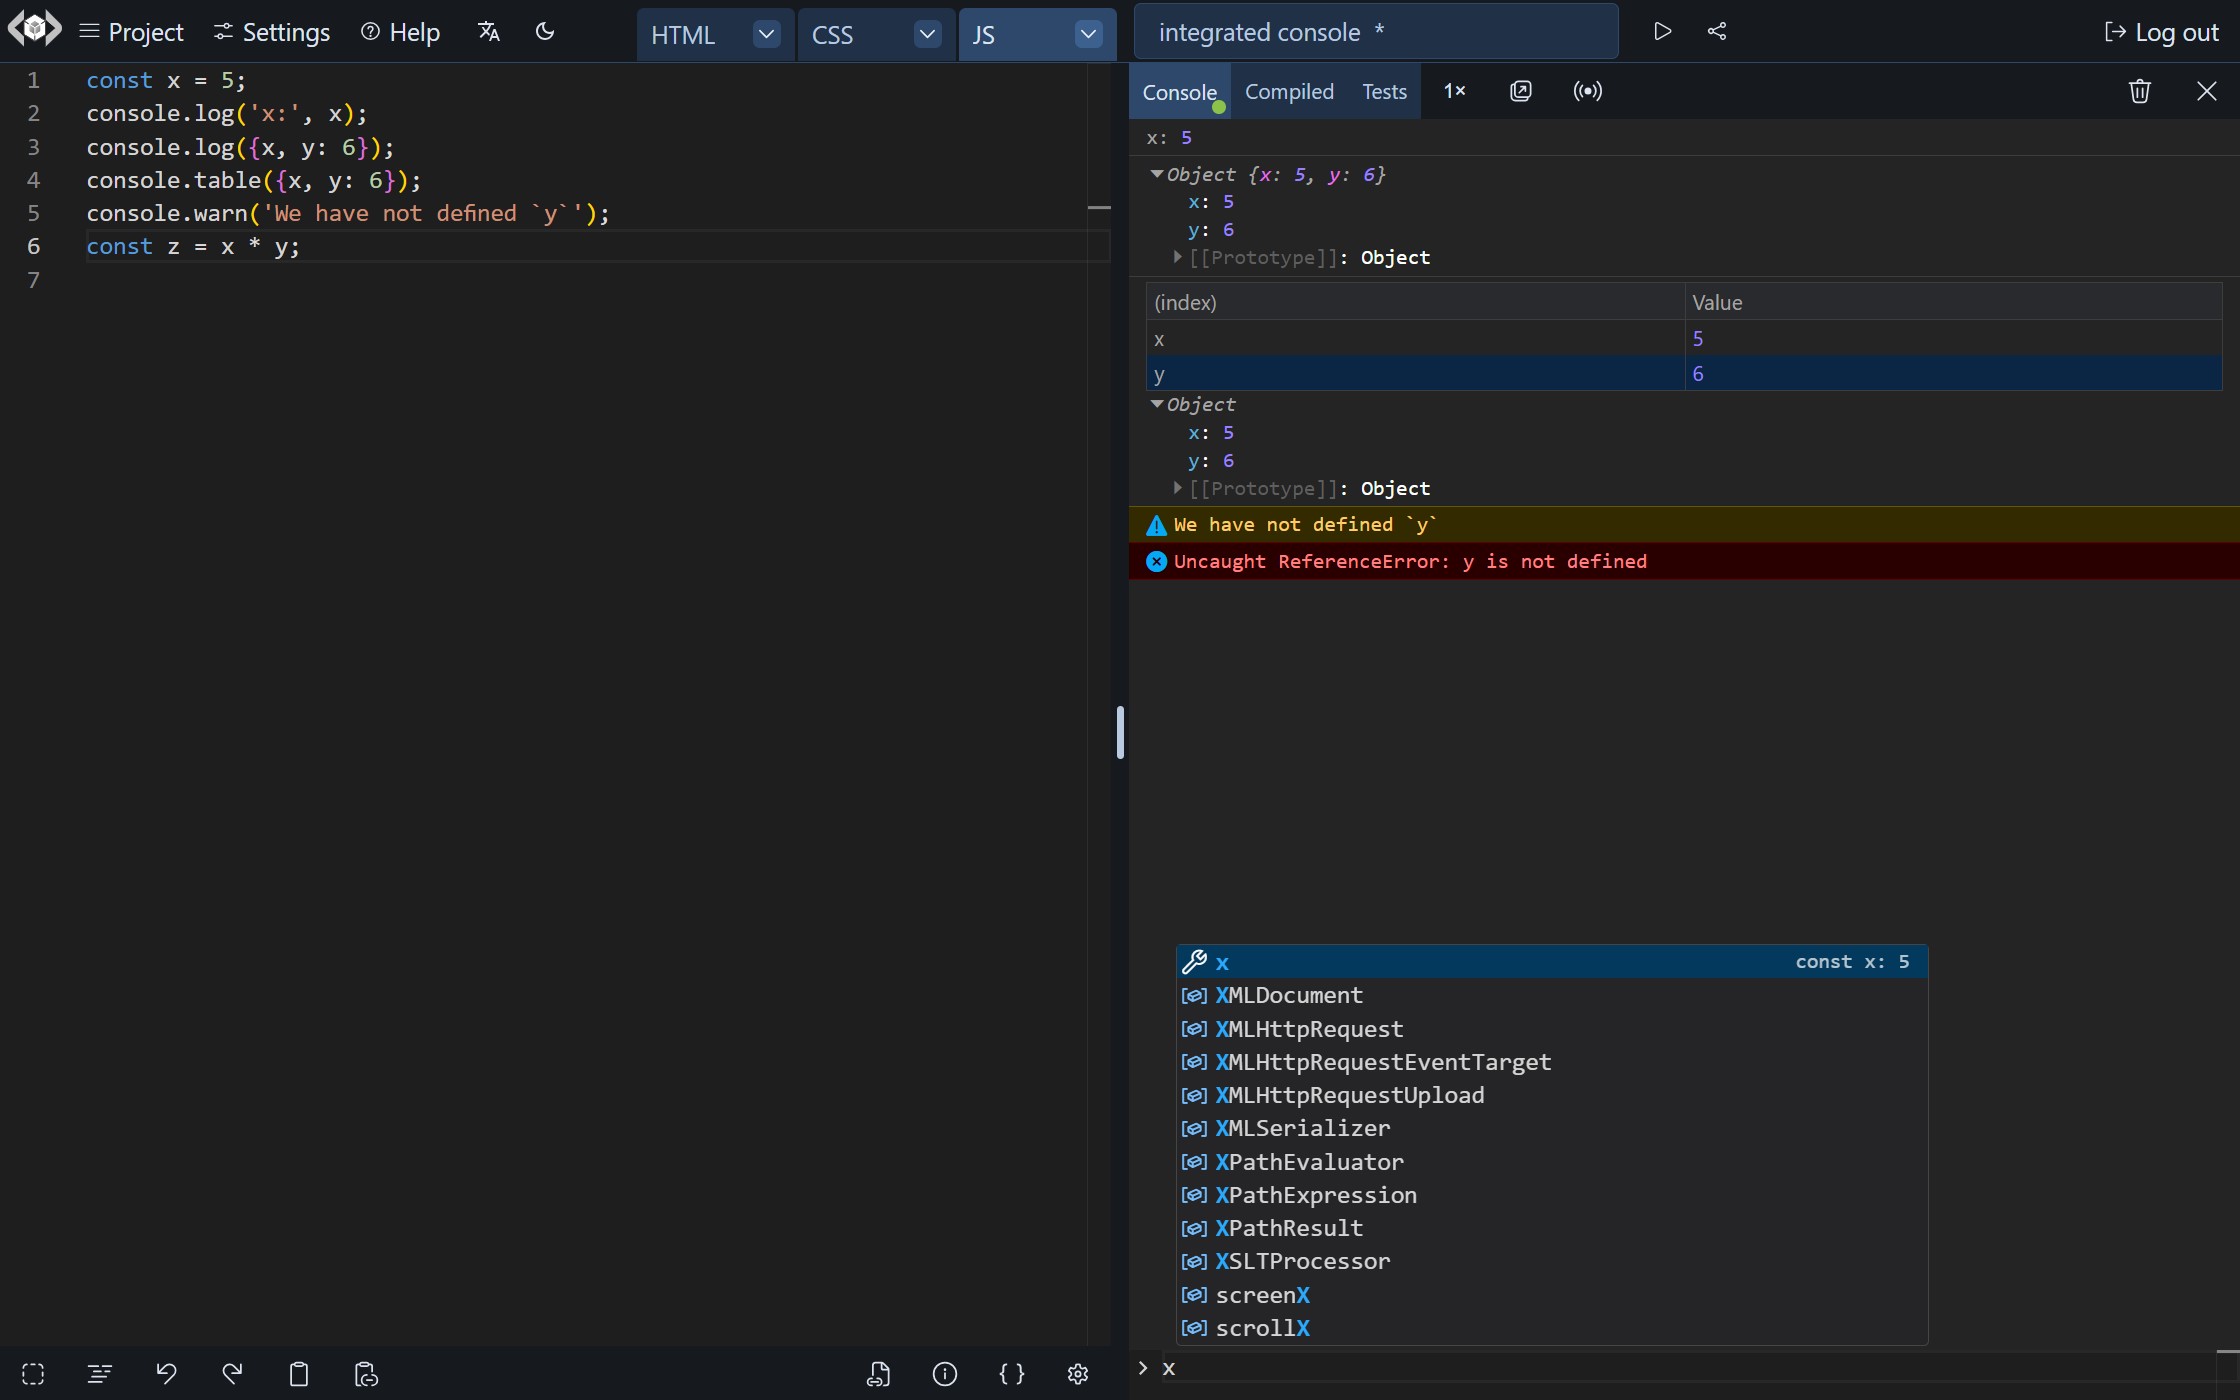 Project Settings Help HTML CSS JS integrated console * Log out
1 const x = 5;
2 console.log('x:', x);
3 console.log({x, y: 6});
4 console.table({x, y: 6});
5 console.warn('We have not defined `y`');
6 const z = x * y;
7
Console Compiled Tests 1×
x: 5
Object {x: 5, y: 6}
x: 5
y: 6
[[Prototype]]: Object
(index) Value
x 5
y 6
Object
x: 5
y: 6
[[Prototype]]: Object
We have not defined `y`
Uncaught ReferenceError: y is not defined
x const x: 5
XMLDocument
XMLHttpRequest
XMLHttpRequestEventTarget
XMLHttpRequestUpload
XMLSerializer
XPathEvaluator
XPathExpression
XPathResult
XSLTProcessor
screenX
scrollX
> x